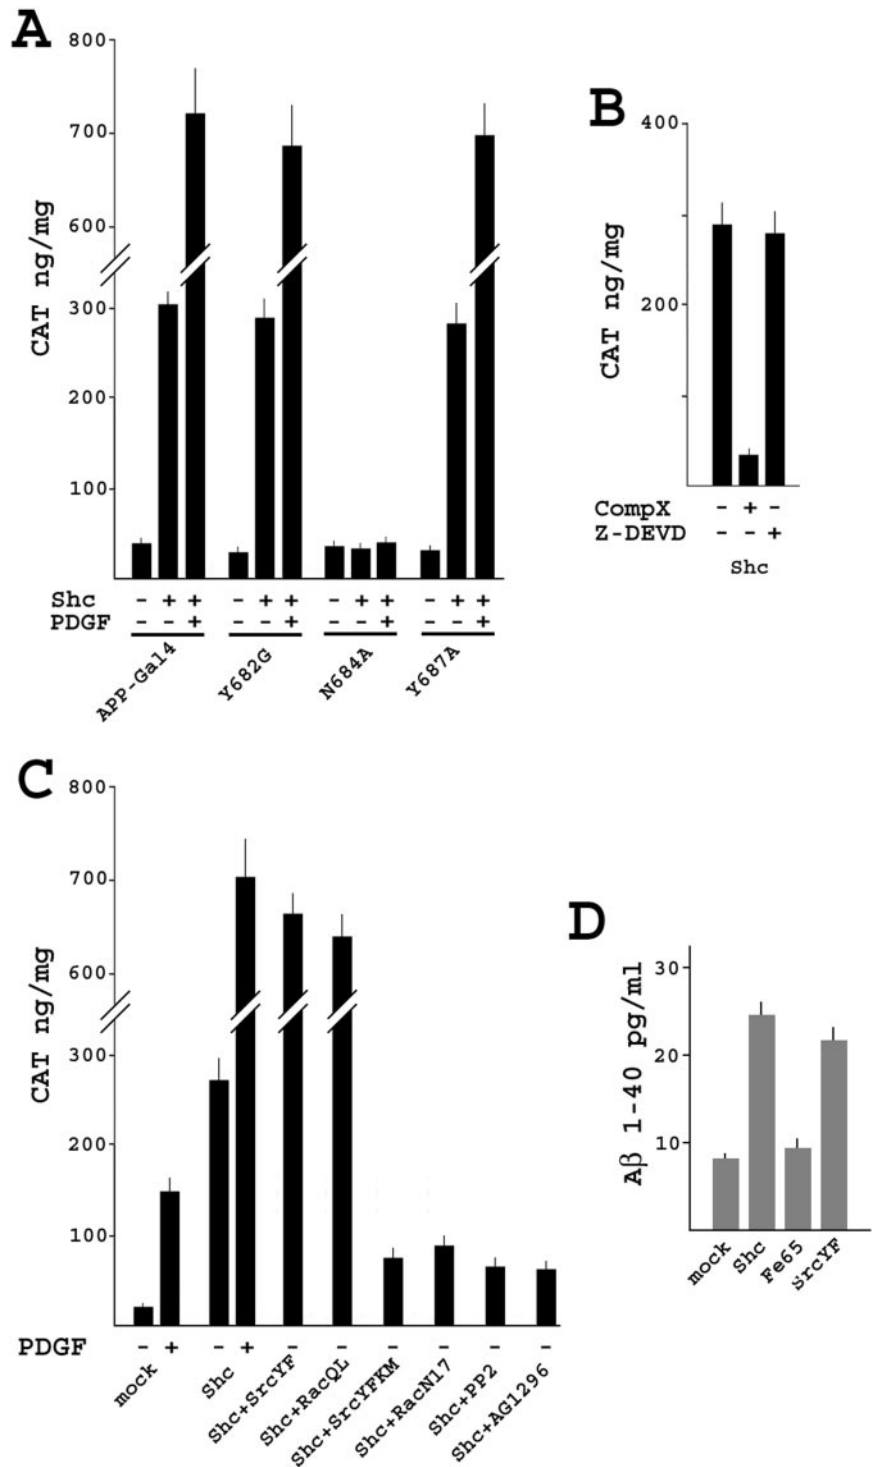 A
800
700
600
300
200
100
CAT ng/mg
Shc - + + - + + - + + - + +
PDGF - - + - - + - - + - - +
APP-Gal4 Y682G N684A Y687A
B
400
200
CAT ng/mg
CompX - + -
Z-DEVD - - +
Shc
C
800
700
600
300
200
100
CAT ng/mg
PDGF - + - + - - - - - -
mock Shc Shc+SrcYF Shc+RacQL Shc+SrcYFKM Shc+RacN17 Shc+PP2 Shc+AG1296
D
30
20
10
Aβ 1-40 pg/ml
mock Shc Fe65 SrcYF